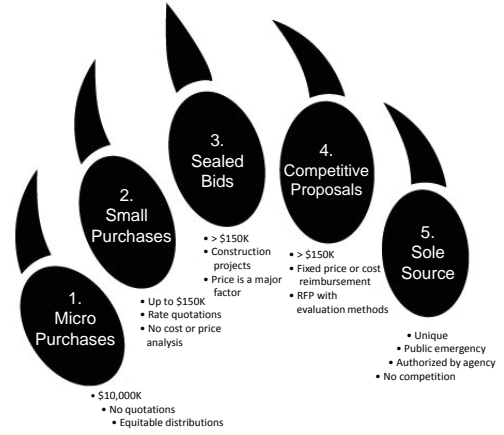 1.
Micro
Purchases
• $10,000K
• No quotations
• Equitable distributions
2.
Small
Purchases
• Up to $150K
• Rate quotations
• No cost or price
analysis
3.
Sealed
Bids
• > $150K
• Construction
projects
• Price is a major
factor
4.
Competitive
Proposals
• > $150K
• Fixed price or cost
reimbursement
• RFP with
evaluation methods
5.
Sole
Source
• Unique
• Public emergency
• Authorized by agency
• No competition